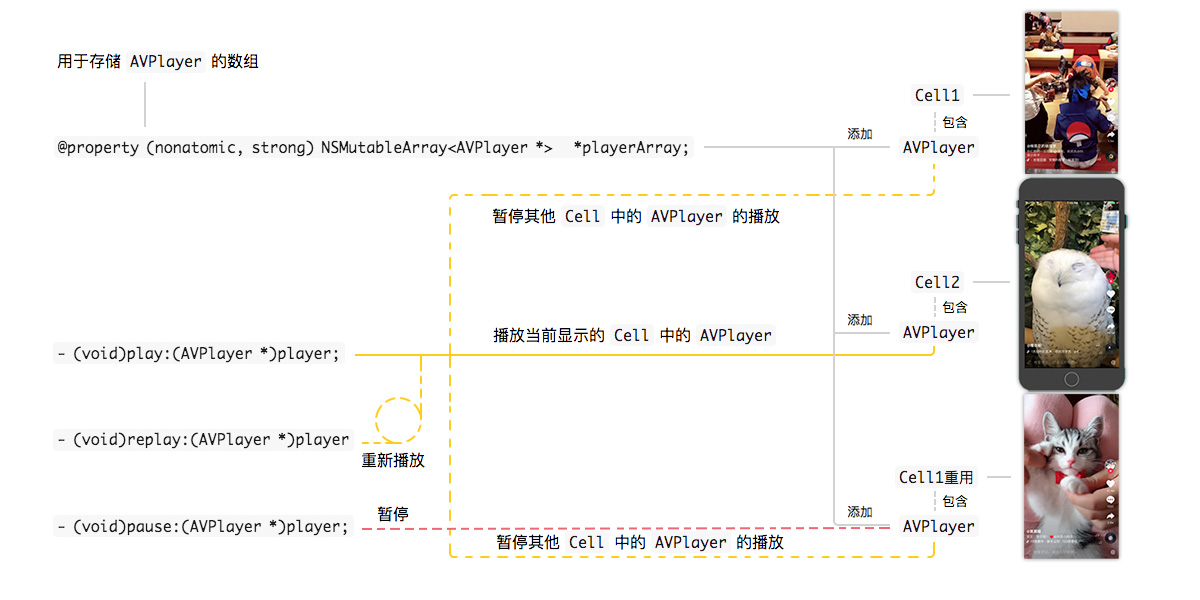 用于存储 AVPlayer 的数组
Cell1
包含
添加
@property (nonatomic, strong) NSMutableArray<AVPlayer *> *playerArray;
AVPlayer
暂停其他 Cell 中的 AVPlayer 的播放
Cell2
包含
添加
播放当前显示的 Cell 中的 AVPlayer
AVPlayer
- (void)play:(AVPlayer *)player;
- (void)replay:(AVPlayer *)player
重新播放
Cell1重用
包含
添加
暂停
- (void)pause:(AVPlayer *)player;
AVPlayer
暂停其他 Cell 中的 AVPlayer 的播放